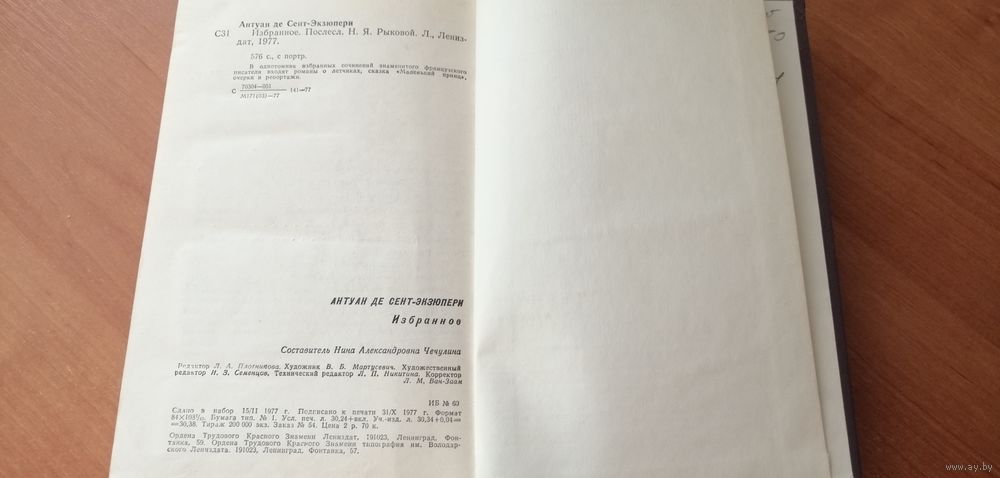 Антуан де Сент-Экзюпери
С31 Избранное. Послесл. Н. Я. Рыковой. Л., Лениз-
дат, 1977.
576 с., с портр.
В однотомник избранных сочинений знаменитого французского
писателя входят романы о летчиках, сказка «Маленький принц»,
очерки и репортажи.
С 70304—051 (4)—77
М171(03)—77
АНТУАН ДЕ СЕНТ-ЭКЗЮПЕРИ
Избранное
Составитель Нина Александровна Чечулина
Редактор Л. А. Плотникова. Художник В. Б. Мартусевич. Художественный
редактор И. З. Семенцов. Технический редактор Л. П. Никитина. Корректор
Л. М. Ван-Заам
ИБ № 60
Сдано в набор 15/II 1977 г. Подписано к печати 31/X 1977 г. Формат
84×108¹/₃₂. Бумага тип. № 1. Усл. печ. л. 30,24+вкл. Уч.-изд. л. 30,34+0,04=
=30,38. Тираж 200 000 экз. Заказ № 54. Цена 2 р. 70 к.
Ордена Трудового Красного Знамени Лениздат, 191023, Ленинград, Фон-
танка, 59. Ордена Трудового Красного Знамени типография им. Володар-
ского Лениздата. 191023, Ленинград, Фонтанка, 57.
www.ay.by